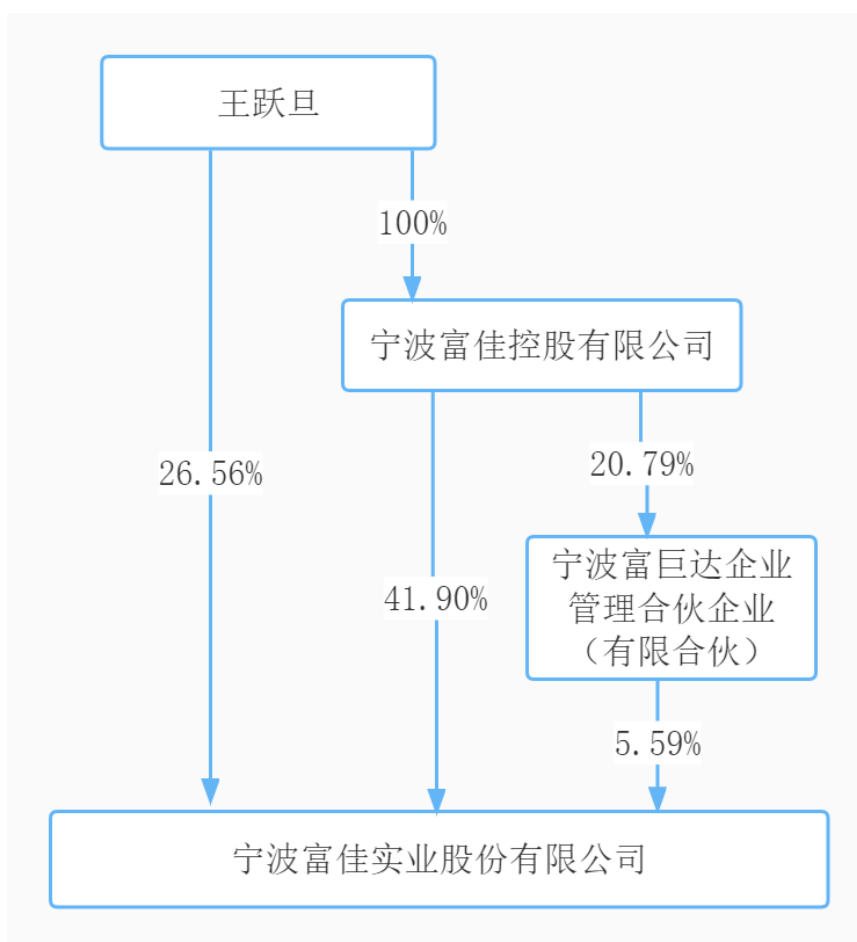 王跃旦
100%
宁波富佳控股有限公司
20.79%
26.56%
宁波富巨达企业
管理合伙企业
（有限合伙）
41.90%
5.59%
宁波富佳实业股份有限公司